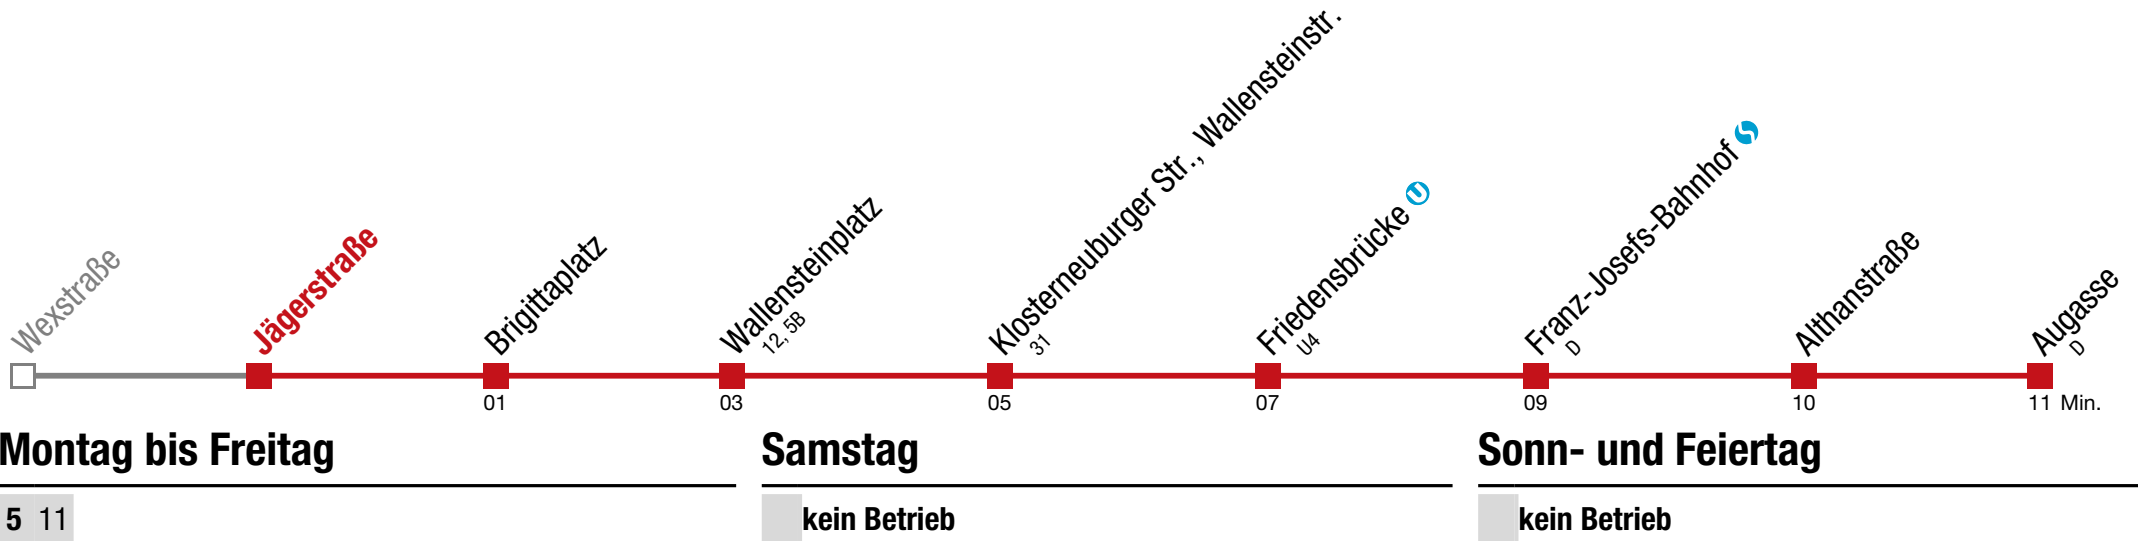 Wexstraße
Jägerstraße
Brigittaplatz
Wallensteinplatz
12, 5B
Klosterneuburger Str., Wallensteinstr.
31
Friedensbrücke U
U4
Franz-Josefs-Bahnhof S
D
Althanstraße
Augasse
D
01 03 05 07 09 10 11 Min.
Montag bis Freitag
5 11
Samstag
kein Betrieb
Sonn- und Feiertag
kein Betrieb